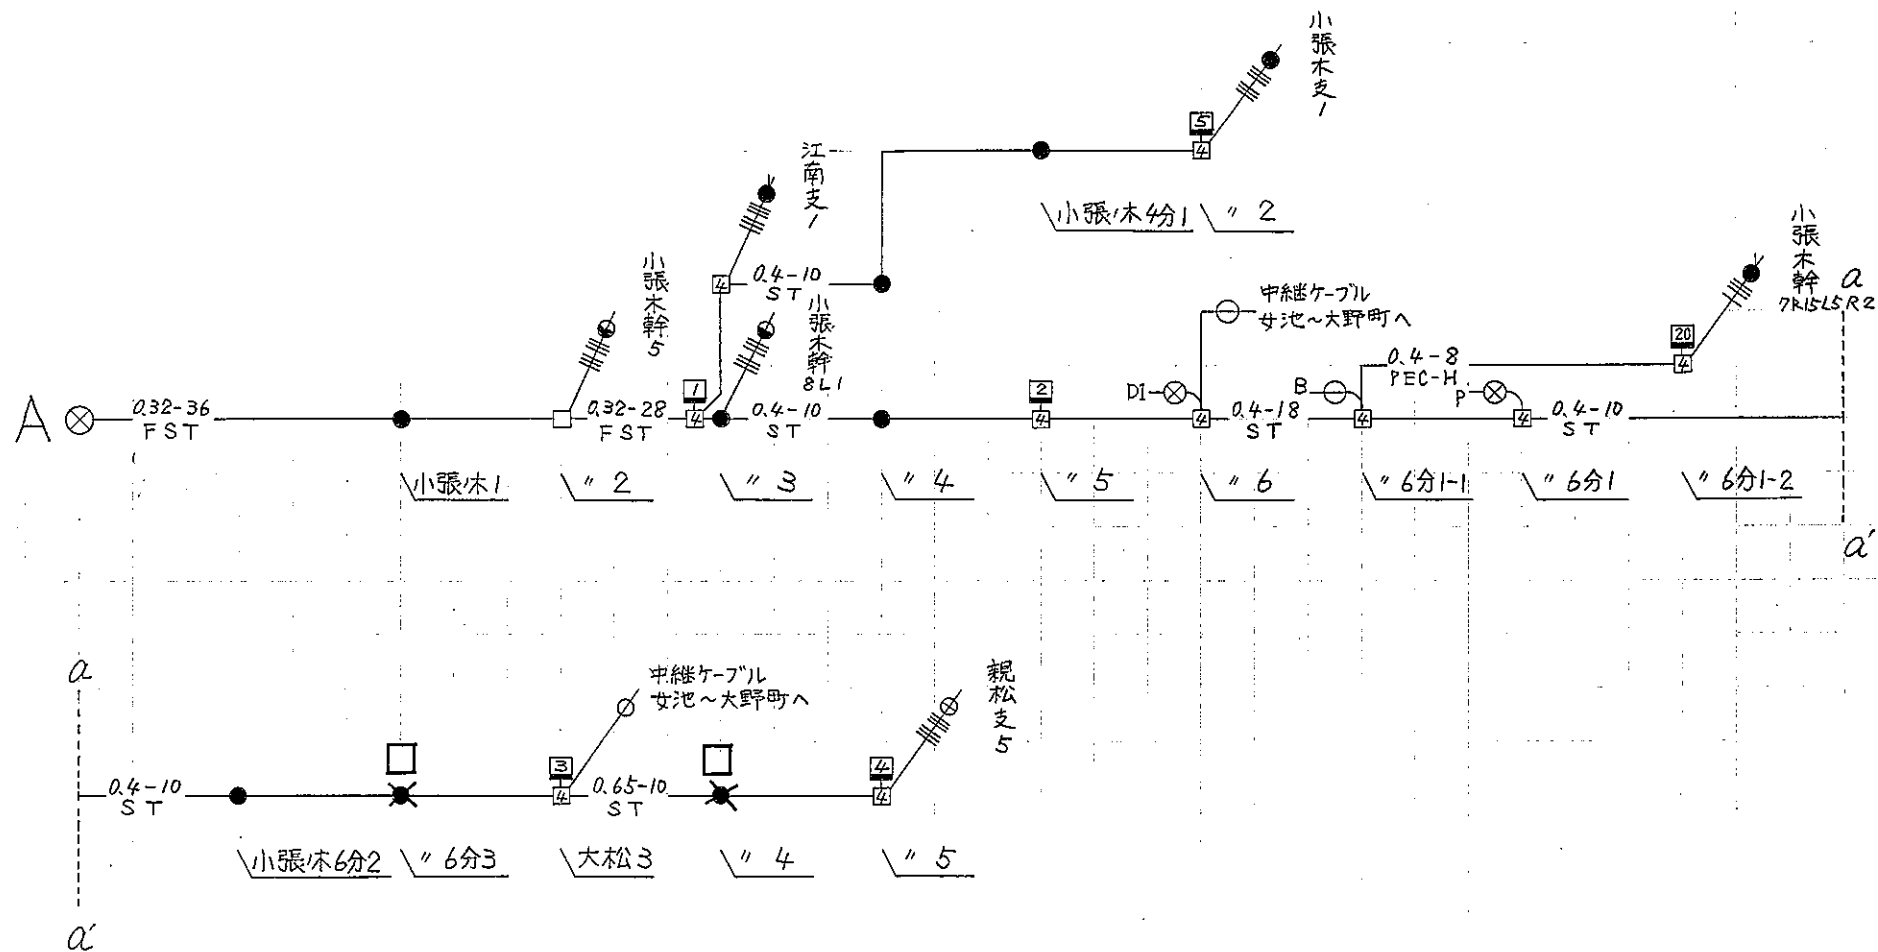 小張木支1
5
4
江南支1
小張木4分1
〃 2
小張木幹5
4
0.4-10
ST
小張木幹
8L1
中継ケーブル
女池～大野町へ
小張木幹
7R15L5R2
a
20
4
0.4-8
PEC-H
A
0.32-36
FST
0.32-28
FST
1
4
0.4-10
ST
2
4
DI
4
0.4-18
ST
B
4
P
4
0.4-10
ST
小張木1
〃 2
〃 3
〃 4
〃 5
〃 6
〃 6分1-1
〃 6分1
〃 6分1-2
a'
a
中継ケーブル
女池～大野町へ
親松支5
0.4-10
ST
3
4
0.65-10
ST
4
4
小張木6分2
〃 6分3
大松3
〃 4
〃 5
a'